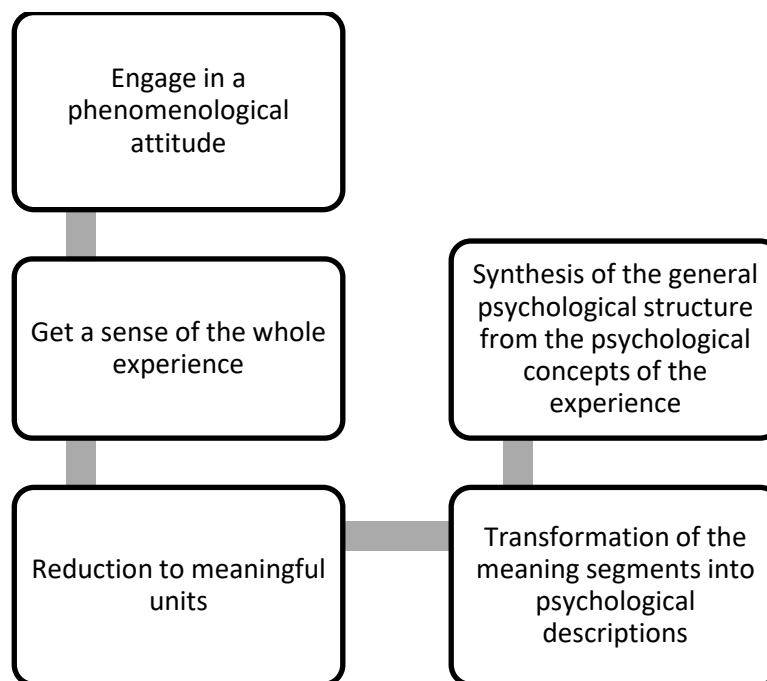 Engage in a
phenomenological
attitude
Get a sense of the whole
experience
Reduction to meaningful
units
Transformation of the
meaning segments into
psychological
descriptions
Synthesis of the general
psychological structure
from the psychological
concepts of the
experience